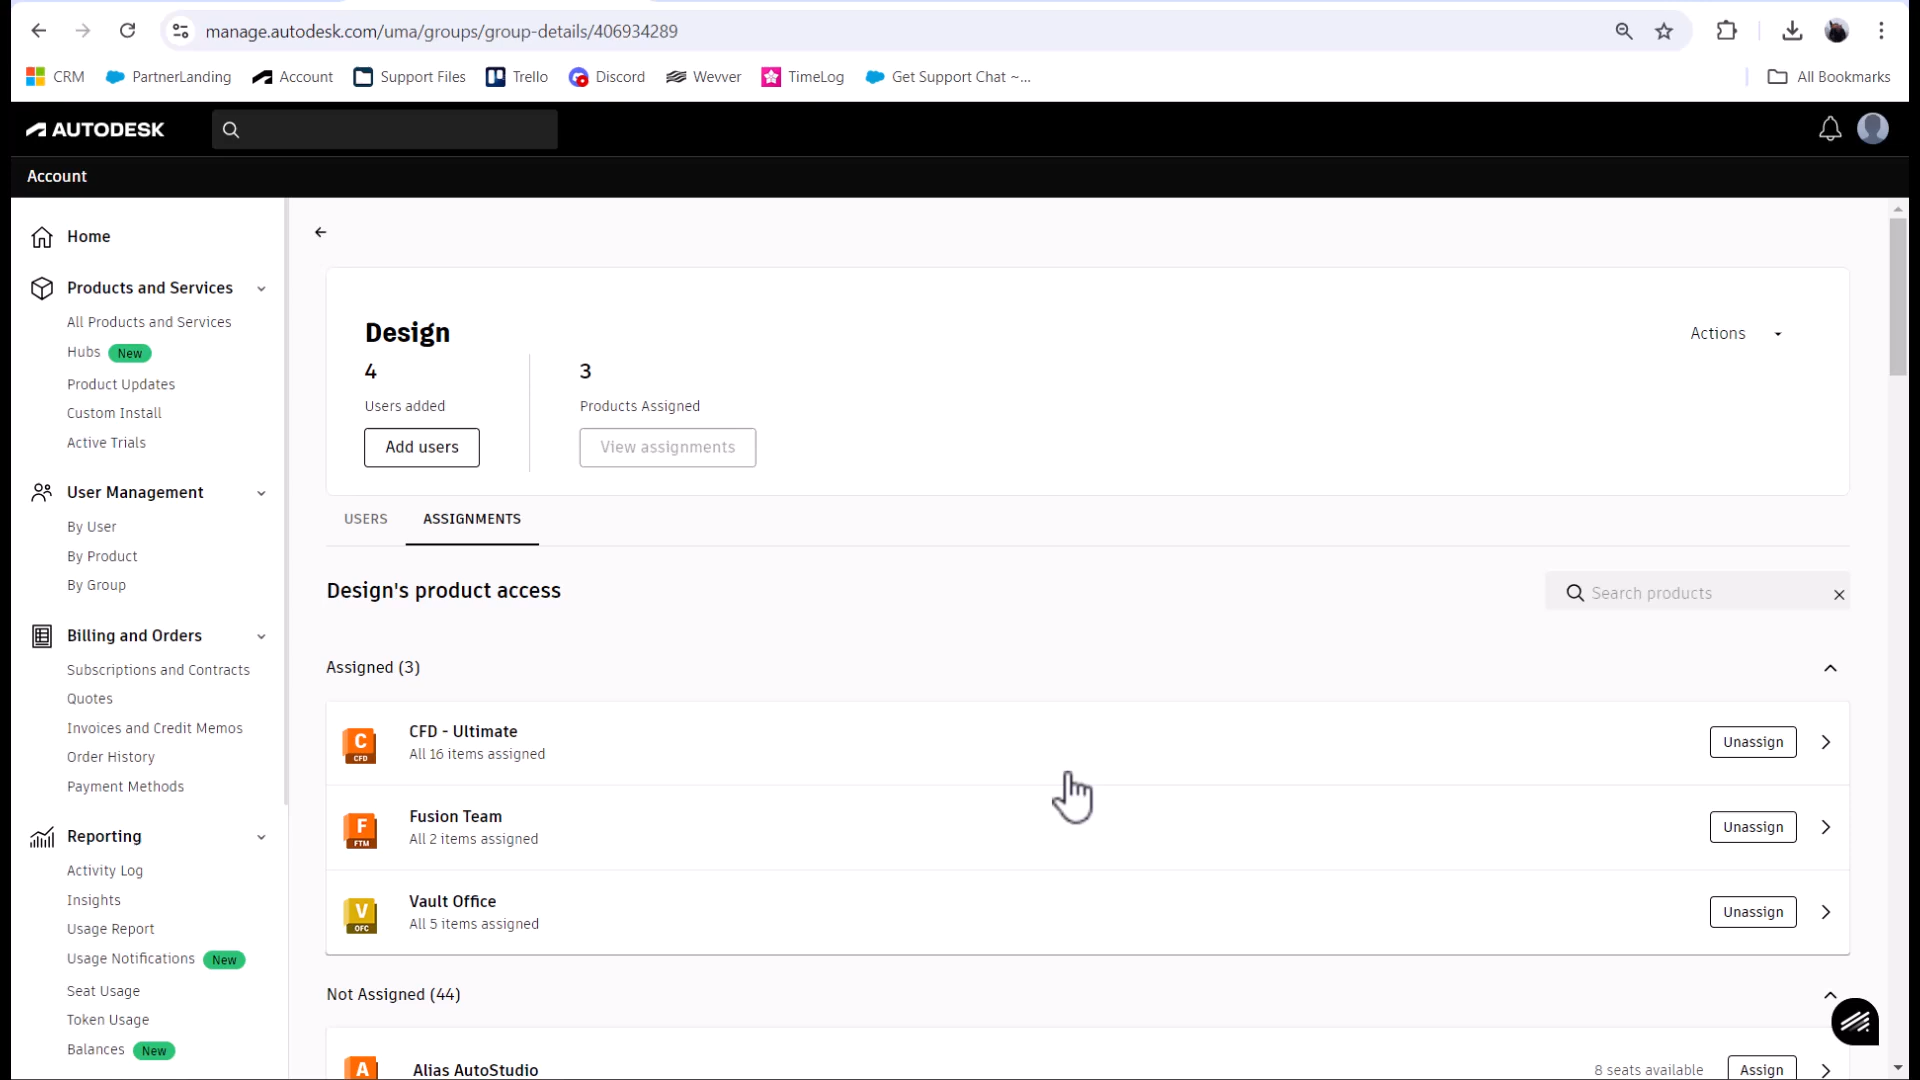 manage.autodesk.com/uma/groups/group-details/406934289
CRM PartnerLanding Account Support Files Trello Discord Wevver TimeLog Get Support Chat ~... All Bookmarks
AUTODESK
Account
Home
Products and Services
All Products and Services
Hubs New
Product Updates
Custom Install
Active Trials
User Management
By User
By Product
By Group
Billing and Orders
Subscriptions and Contracts
Quotes
Invoices and Credit Memos
Order History
Payment Methods
Reporting
Activity Log
Insights
Usage Report
Usage Notifications New
Seat Usage
Token Usage
Balances New
Design
Actions
4 3
Users added Products Assigned
Add users View assignments
USERS ASSIGNMENTS
Design's product access
Search products
Assigned (3)
C
CFD
CFD - Ultimate
All 16 items assigned
Unassign
F
FTM
Fusion Team
All 2 items assigned
Unassign
V
OFC
Vault Office
All 5 items assigned
Unassign
Not Assigned (44)
A
Alias AutoStudio
8 seats available
Assign